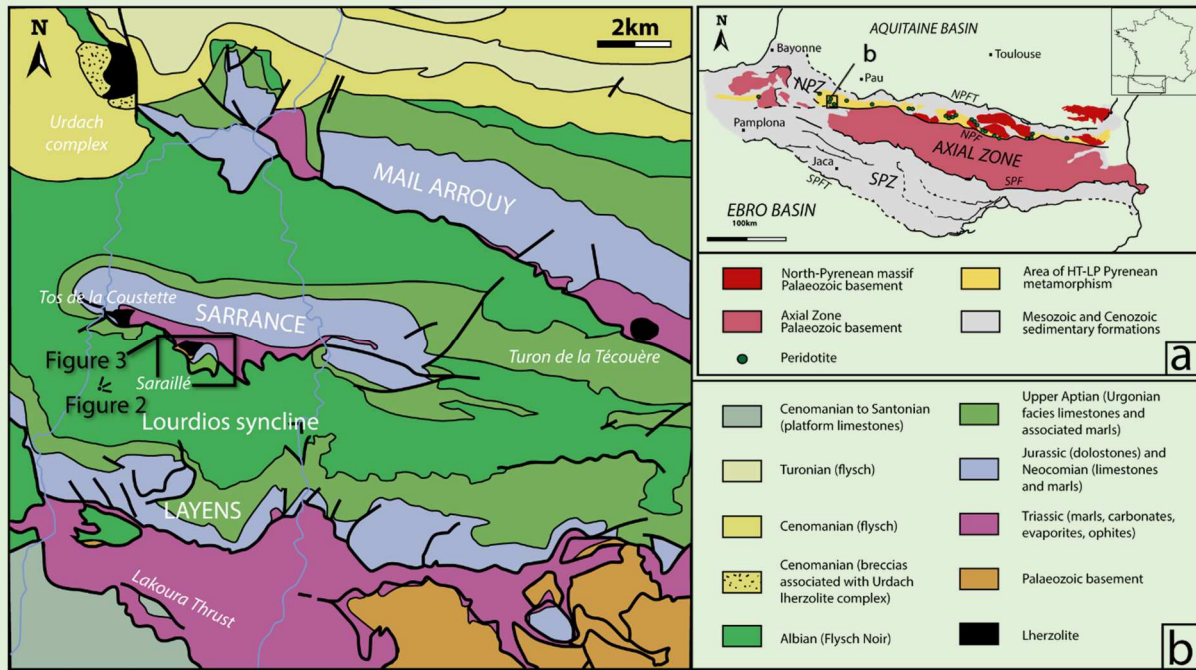 N
2km
Urdach
complex
MAIL ARROUY
Tos de la Coustette
SARRANCE
Figure 3
Saraillé
Figure 2
Turon de la Técouère
Lourdios syncline
LAYENS
Lakoura Thrust
N
AQUITAINE BASIN
Bayonne
b
Toulouse
Pau
NPZ
NPFT
Pamplona
NPF
AXIAL ZONE
Jaca
SPZ
SPF
SPFT
EBRO BASIN
100km
North-Pyrenean massif
Palaeozoic basement
Area of HT-LP Pyrenean
metamorphism
Axial Zone
Palaeozoic basement
Mesozoic and Cenozoic
sedimentary formations
Peridotite
a
Cenomanian to Santonian
(platform limestones)
Upper Aptian (Urgonian
facies limestones and
associated marls)
Turonian (flysch)
Jurassic (dolostones) and
Neocomian (limestones
and marls)
Cenomanian (flysch)
Triassic (marls, carbonates,
evaporites, ophites)
Cenomanian (breccias
associated with Urdach
lherzolite complex)
Palaeozoic basement
Albian (Flysch Noir)
Lherzolite
b